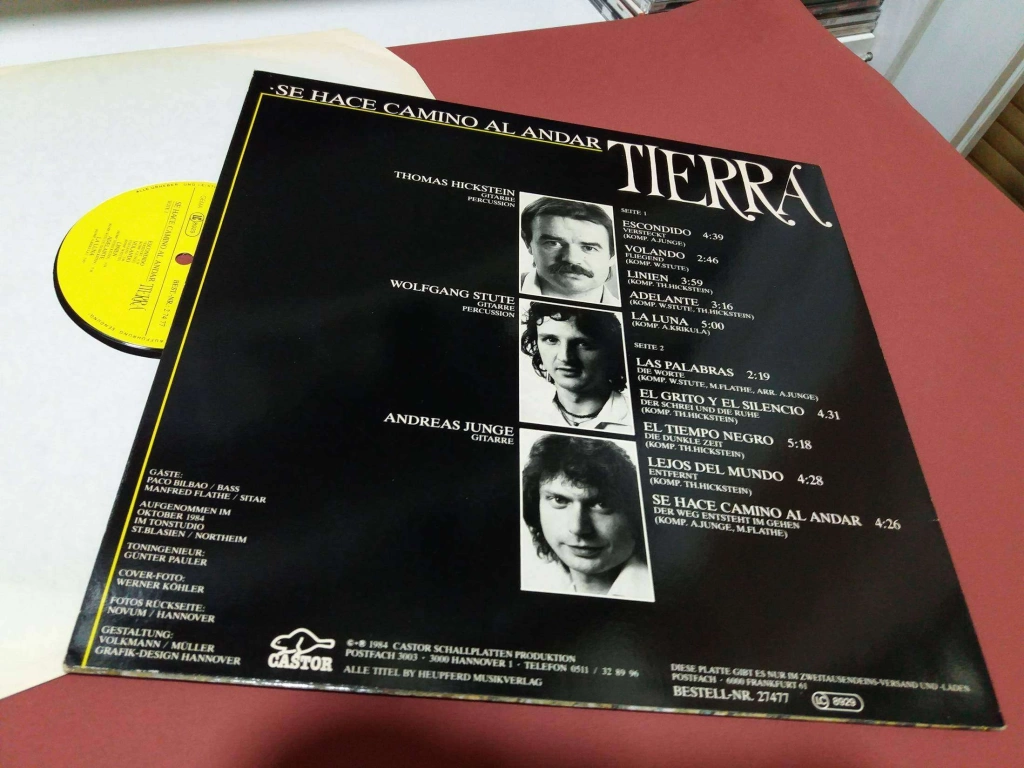 ·SE HACE CAMINO AL ANDAR
TIERRA
THOMAS HICKSTEIN
GITARRE
PERCUSSION
WOLFGANG STUTE
GITARRE
PERCUSSION
ANDREAS JUNGE
GITARRE
SEITE 1
ESCONDIDO 4:39
VERSTECKT
(KOMP. A.JUNGE)
VOLANDO 2:46
FLIEGEND
(KOMP. W.STUTE)
LINIEN 3:59
(KOMP. TH.HICKSTEIN)
ADELANTE 3:16
(KOMP. W.STUTE, TH.HICKSTEIN)
LA LUNA 5:00
(KOMP. A.KRIKULA)
SEITE 2
LAS PALABRAS 2:19
DIE WORTE
(KOMP. W.STUTE, M.FLATHE, ARR. A.JUNGE)
EL GRITO Y EL SILENCIO 4.31
DER SCHREI UND DIE RUHE
(KOMP. TH.HICKSTEIN)
EL TIEMPO NEGRO 5:18
DIE DUNKLE ZEIT
(KOMP. TH.HICKSTEIN)
LEJOS DEL MUNDO 4:28
ENTFERNT
(KOMP. TH.HICKSTEIN)
SE HACE CAMINO AL ANDAR 4:26
DER WEG ENTSTEHT IM GEHEN
(KOMP. A.JUNGE, M.FLATHE)
GÄSTE:
PACO BILBAO / BASS
MANFRED FLATHE / SITAR
AUFGENOMMEN IM
OKTOBER 1984
IM TONSTUDIO
ST.BLASIEN / NORTHEIM
TONINGENIEUR:
GÜNTER PAULER
COVER-FOTO:
WERNER KÖHLER
FOTOS RÜCKSEITE:
NOVUM / HANNOVER
GESTALTUNG:
VOLKMANN / MÜLLER
GRAFIK-DESIGN HANNOVER
CASTOR
©+℗ 1984 CASTOR SCHALLPLATTEN PRODUKTION
POSTFACH 3003 · 3000 HANNOVER 1 · TELEFON 0511 / 32 89 96
ALLE TITEL BY HEUPFERD MUSIKVERLAG
DIESE PLATTE GIBT ES NUR IM ZWEITAUSENDEINS-VERSAND UND -LADEN
POSTFACH · 6000 FRANKFURT 61
BESTELL-NR. 27477
LC 8929
SE HACE CAMINO AL ANDAR TIERRA
BEST.-NR. 27477